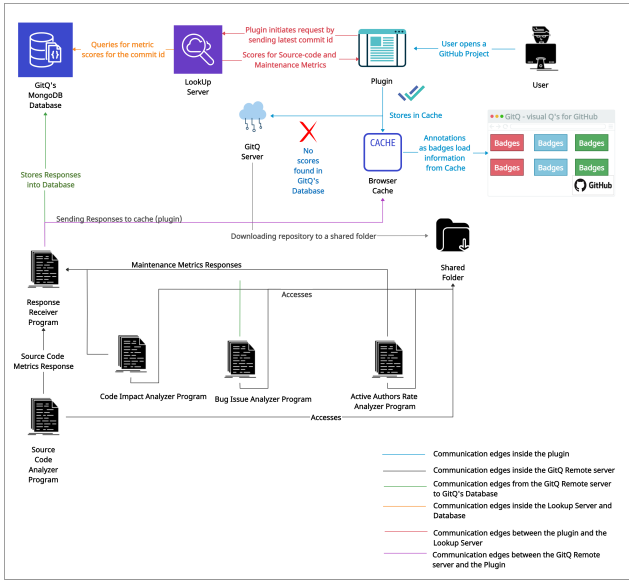 Plugin initiates request by
sending latest commit id
Queries for metric
scores for the commit id
Scores for Source-code and
Maintenance Metrics
User opens a
GitHub Project
GitQ's
MongoDB
Database
LookUp
Server
Plugin
User
Stores in Cache
GitQ - visual Q's for GitHub
Badges
Badges
Badges
Badges
Badges
Badges
GitHub
CACHE
Annotations
as badges load
information
from Cache
GitQ
Server
No
scores
found in
GitQ's
Database
Browser
Cache
Stores Responses
into Database
Sending Responses to cache (plugin)
Downloading repository to a shared folder
Shared
Folder
Maintenance Metrics Responses
Accesses
Response
Receiver
Program
Source Code
Metrics Response
Code Impact Analyzer Program
Bug Issue Analyzer Program
Active Authors Rate
Analyzer Program
Accesses
Source
Code
Analyzer
Program
Communication edges inside the plugin
Communication edges inside the GitQ Remote server
Communication edges from the GitQ Remote server
to GitQ's Database
Communication edges inside the Lookup Server and
Database
Communication edges between the plugin and the
Lookup Server
Communication edges between the GitQ Remote
server and the Plugin